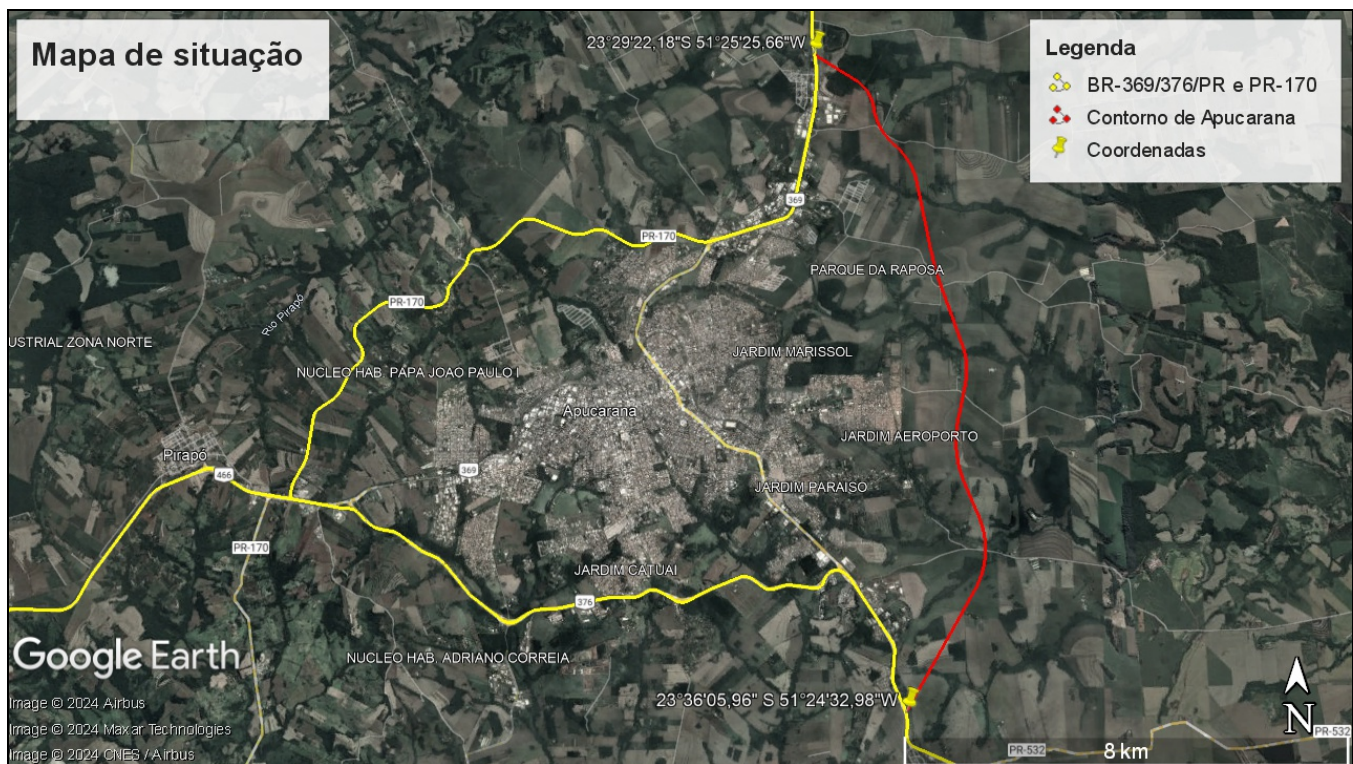 Mapa de situação
23°29'22,18"S 51°25'25,66"W
Legenda
BR-369/376/PR e PR-170
Contorno de Apucarana
Coordenadas
369
PR-170
PARQUE DA RAPOSA
PR-170
Rio Pirapó
USTRIAL ZONA NORTE
JARDIM MARISSOL
NUCLEO HAB. PAPA JOAO PAULO I
Apucarana
JARDIM AEROPORTO
Pirapó
369
466
JARDIM PARAISO
PR-170
JARDIM CATUAI
376
Google Earth
NUCLEO HAB. ADRIANO CORREIA
23°36'05,96" S 51°24'32,98"W
Image © 2024 Airbus
Image © 2024 Maxar Technologies
Image © 2024 CNES / Airbus
N
PR-532
8 km
PR-532